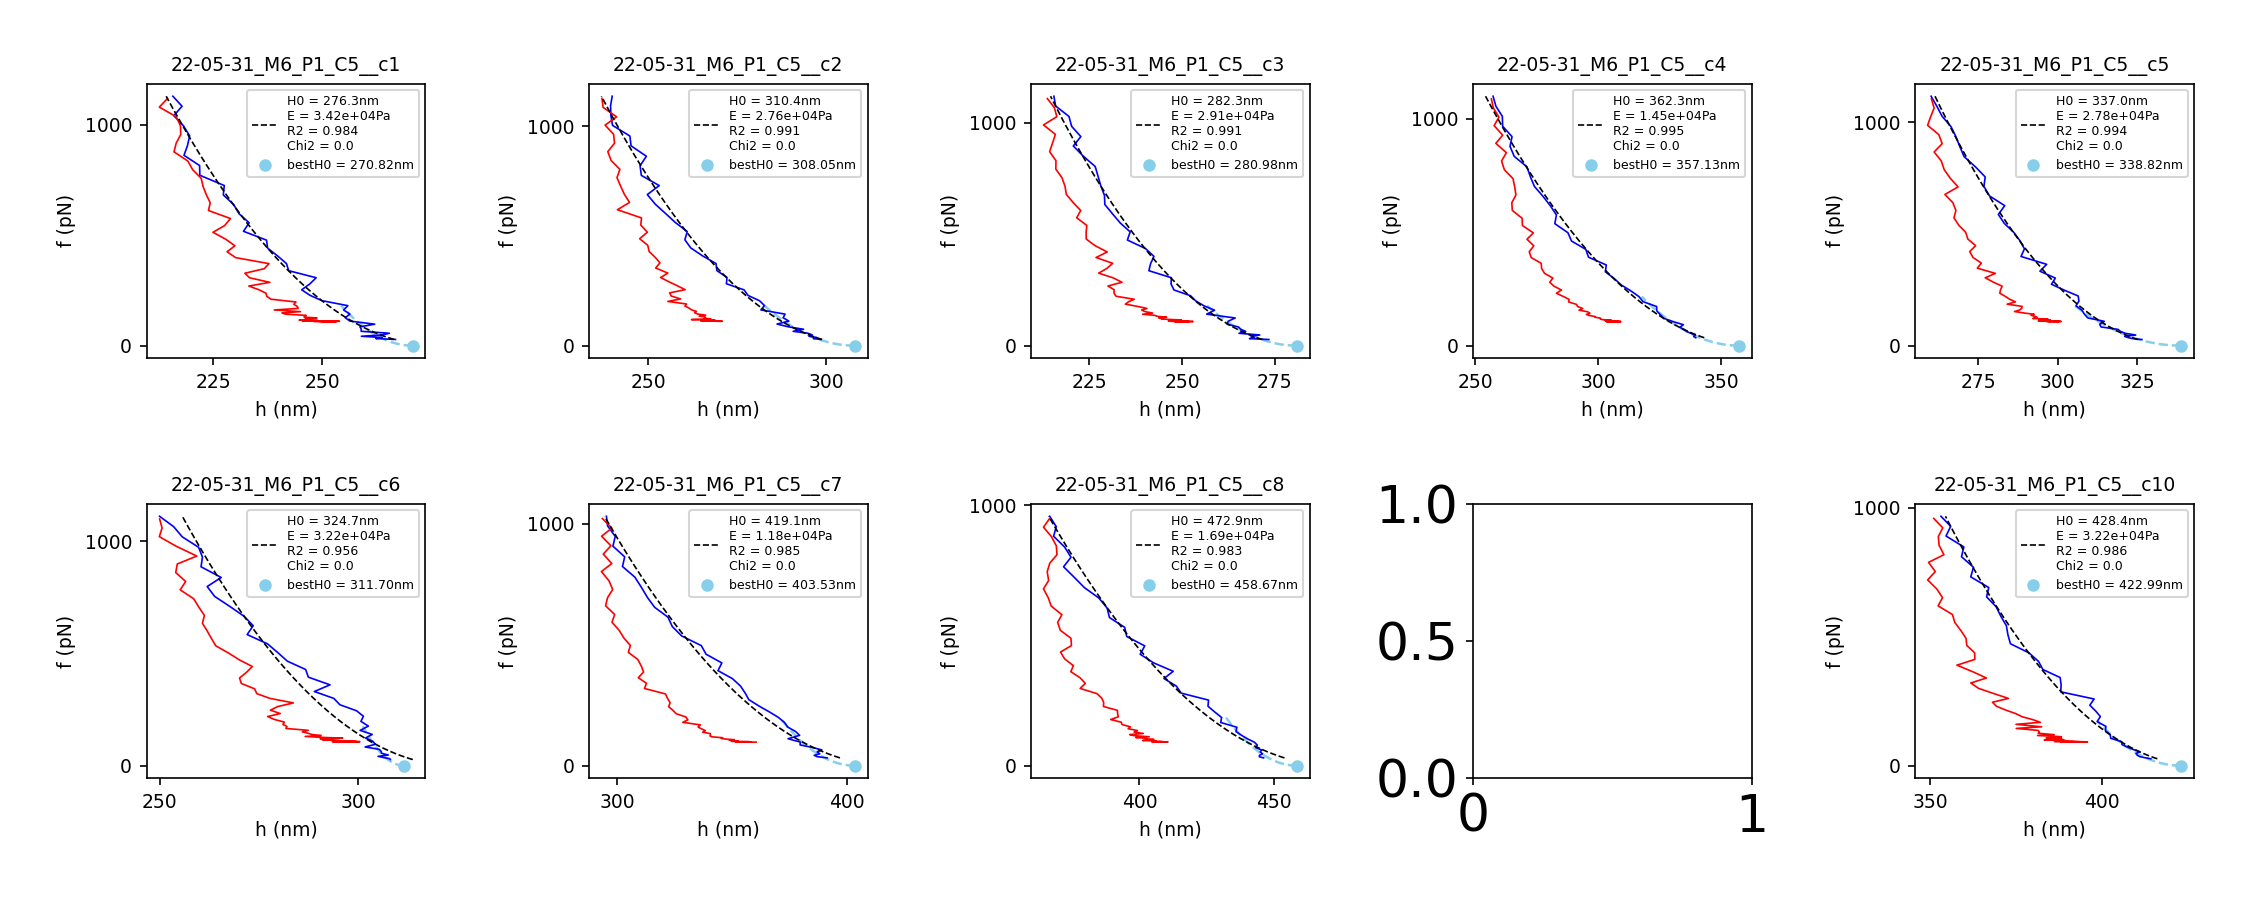 22-05-31_M6_P1_C5__c1
H0 = 276.3nm
E = 3.42e+04Pa
R2 = 0.984
Chi2 = 0.0
bestH0 = 270.82nm
1000
0
f (pN)
225 250
h (nm)
22-05-31_M6_P1_C5__c2
H0 = 310.4nm
E = 2.76e+04Pa
R2 = 0.991
Chi2 = 0.0
bestH0 = 308.05nm
1000
0
f (pN)
250 300
h (nm)
22-05-31_M6_P1_C5__c3
H0 = 282.3nm
E = 2.91e+04Pa
R2 = 0.991
Chi2 = 0.0
bestH0 = 280.98nm
1000
0
f (pN)
225 250 275
h (nm)
22-05-31_M6_P1_C5__c4
H0 = 362.3nm
E = 1.45e+04Pa
R2 = 0.995
Chi2 = 0.0
bestH0 = 357.13nm
1000
0
f (pN)
250 300 350
h (nm)
22-05-31_M6_P1_C5__c5
H0 = 337.0nm
E = 2.78e+04Pa
R2 = 0.994
Chi2 = 0.0
bestH0 = 338.82nm
1000
0
f (pN)
275 300 325
h (nm)
22-05-31_M6_P1_C5__c6
H0 = 324.7nm
E = 3.22e+04Pa
R2 = 0.956
Chi2 = 0.0
bestH0 = 311.70nm
1000
0
f (pN)
250 300
h (nm)
22-05-31_M6_P1_C5__c7
H0 = 419.1nm
E = 1.18e+04Pa
R2 = 0.985
Chi2 = 0.0
bestH0 = 403.53nm
1000
0
f (pN)
300 400
h (nm)
22-05-31_M6_P1_C5__c8
H0 = 472.9nm
E = 1.69e+04Pa
R2 = 0.983
Chi2 = 0.0
bestH0 = 458.67nm
1000
0
f (pN)
400 450
h (nm)
1.0
0.5
0.0
0 1
22-05-31_M6_P1_C5__c10
H0 = 428.4nm
E = 3.22e+04Pa
R2 = 0.986
Chi2 = 0.0
bestH0 = 422.99nm
1000
0
f (pN)
350 400
h (nm)